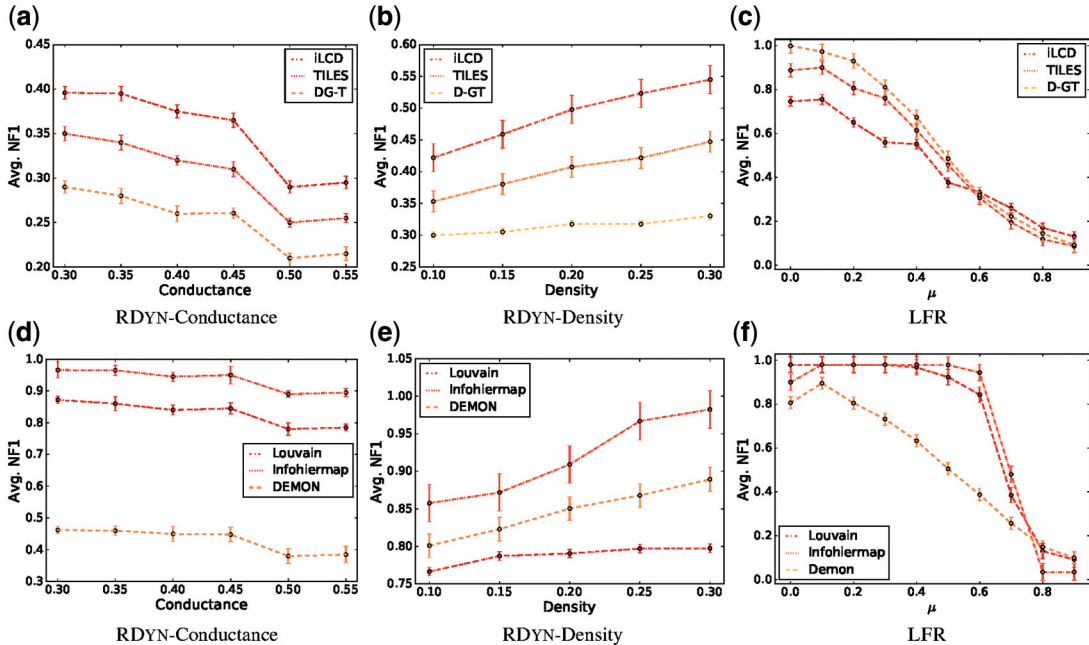 (a)
Avg. NF1
0.45
0.40
0.35
0.30
0.25
0.20
iLCD
TILES
DG-T
0.30 0.35 0.40 0.45 0.50 0.55
Conductance
RDYN-Conductance
(b)
Avg. NF1
0.60
0.55
0.50
0.45
0.40
0.35
0.30
0.25
iLCD
TILES
D-GT
0.10 0.15 0.20 0.25 0.30
Density
RDYN-Density
(c)
Avg. NF1
1.0
0.8
0.6
0.4
0.2
0.0
iLCD
TILES
D-GT
0.0 0.2 0.4 0.6 0.8
μ
LFR
(d)
Avg. NF1
1.0
0.9
0.8
0.7
0.6
0.5
0.4
0.3
Louvain
Infohiermap
DEMON
0.30 0.35 0.40 0.45 0.50 0.55
Conductance
RDYN-Conductance
(e)
Avg. NF1
1.05
1.00
0.95
0.90
0.85
0.80
0.75
Louvain
Infohiermap
DEMON
0.10 0.15 0.20 0.25 0.30
Density
RDYN-Density
(f)
Avg. NF1
1.0
0.8
0.6
0.4
0.2
0.0
Louvain
Infohiermap
Demon
0.0 0.2 0.4 0.6 0.8
μ
LFR